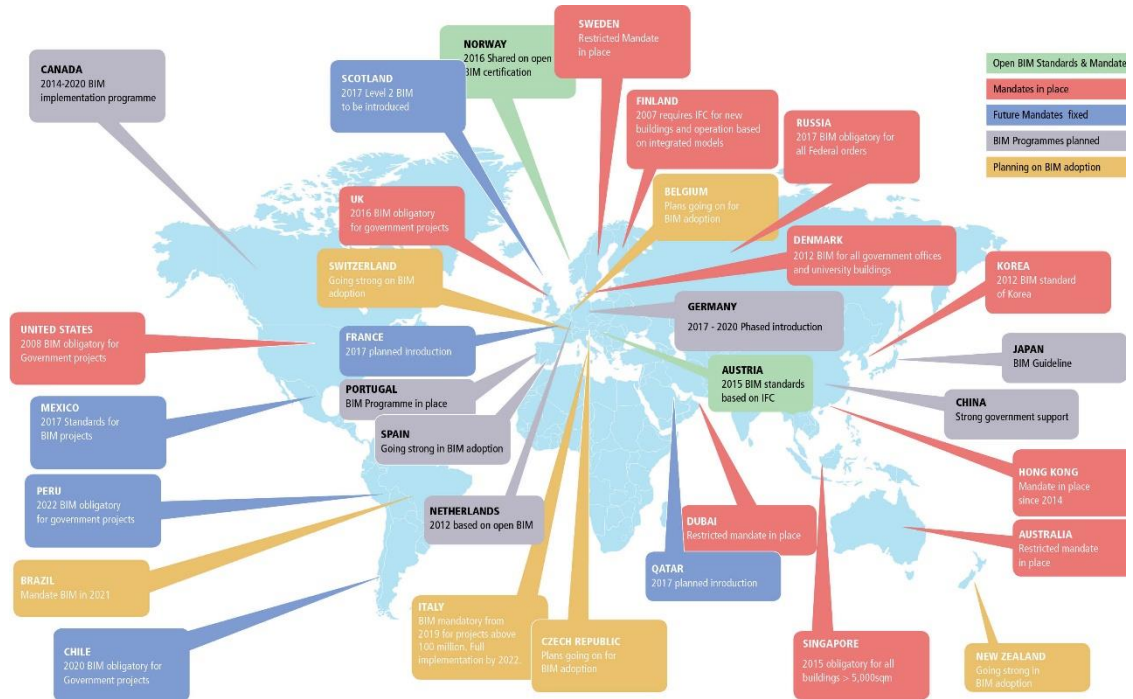 SWEDEN
Restricted Mandate
in place
NORWAY
2016 Shared on open
BIM certification
CANADA
2014-2020 BIM
implementation programme
SCOTLAND
2017 Level 2 BIM
to be introduced
FINLAND
2007 requires IFC for new
buildings and operation based
on integrated models
RUSSIA
2017 BIM obligatory for
all Federal orders
Open BIM Standards & Mandate
Mandates in place
Future Mandates fixed
BIM Programmes planned
Planning on BIM adoption
UK
2016 BIM obligatory
for government projects
BELGIUM
Plans going on for
BIM adoption
DENMARK
2012 BIM for all government offices
and university buildings
SWITZERLAND
Going strong on BIM
adoption
KOREA
2012 BIM standard
of Korea
GERMANY
2017 - 2020 Phased introduction
UNITED STATES
2008 BIM obligatory for
Government projects
FRANCE
2017 planned inroduction
JAPAN
BIM Guideline
AUSTRIA
2015 BIM standards
based on IFC
PORTUGAL
BIM Programme in place
CHINA
Strong government support
MEXICO
2017 Standards for
BIM projects
SPAIN
Going strong in BIM adoption
HONG KONG
Mandate in place
since 2014
PERU
2022 BIM obligatory
for government projects
NETHERLANDS
2012 based on open BIM
DUBAI
Restricted mandate in place
AUSTRALIA
Restricted mandate
in place
QATAR
2017 planned inroduction
BRAZIL
Mandate BIM in 2021
ITALY
BIM mandatory from
2019 for projects above
100 million. Full
implementation by 2022.
CZECH REPUBLIC
Plans going on for
BIM adoption
CHILE
2020 BIM obligatory for
Government projects
SINGAPORE
2015 obligatory for all
buildings > 5,000sqm
NEW ZEALAND
Going strong in
BIM adoption